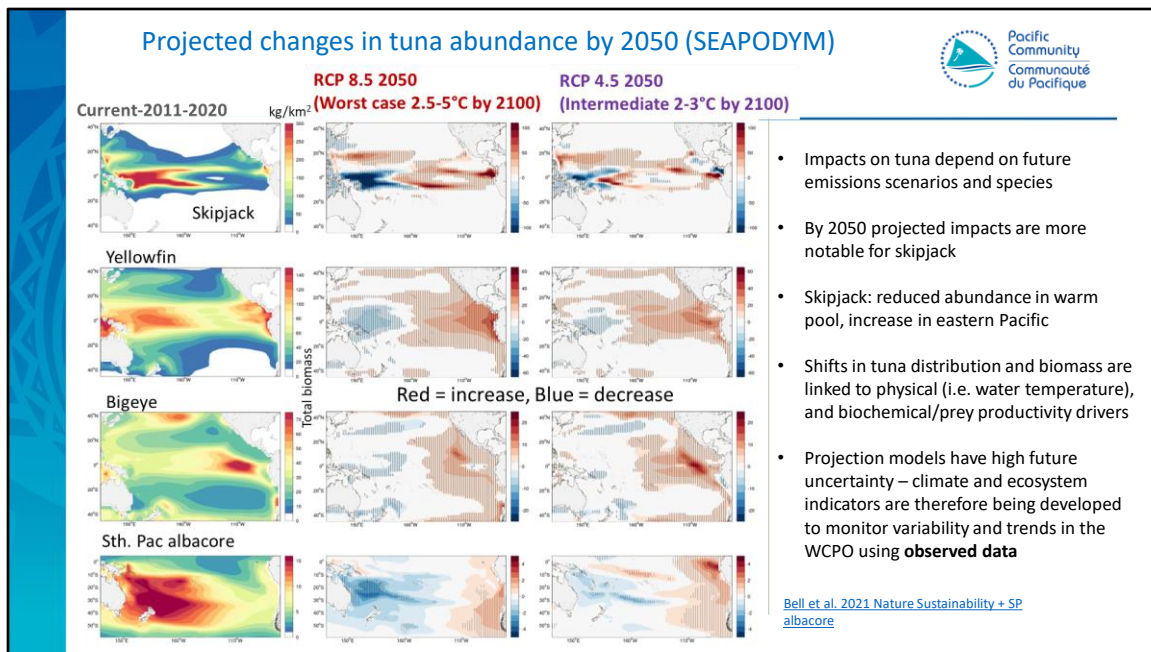 Projected changes in tuna abundance by 2050 (SEAPODYM)
Pacific
Community
Communauté
du Pacifique
RCP 8.5 2050
(Worst case 2.5-5°C by 2100)
RCP 4.5 2050
(Intermediate 2-3°C by 2100)
Current-2011-2020
kg/km²
Skipjack
Yellowfin
Total biomass
Red = increase, Blue = decrease
Bigeye
Sth. Pac albacore
• Impacts on tuna depend on future
emissions scenarios and species
• By 2050 projected impacts are more
notable for skipjack
• Skipjack: reduced abundance in warm
pool, increase in eastern Pacific
• Shifts in tuna distribution and biomass are
linked to physical (i.e. water temperature),
and biochemical/prey productivity drivers
• Projection models have high future
uncertainty – climate and ecosystem
indicators are therefore being developed
to monitor variability and trends in the
WCPO using observed data
Bell et al. 2021 Nature Sustainability + SP
albacore